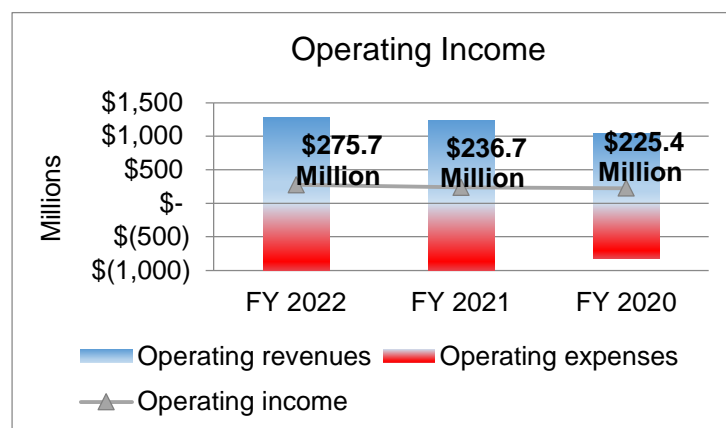 Operating Income
Millions
$1,500
$1,000
$500
$-
$(500)
$(1,000)
$275.7
Million
$236.7
Million
$225.4
Million
FY 2022
FY 2021
FY 2020
Operating revenues
Operating expenses
Operating income